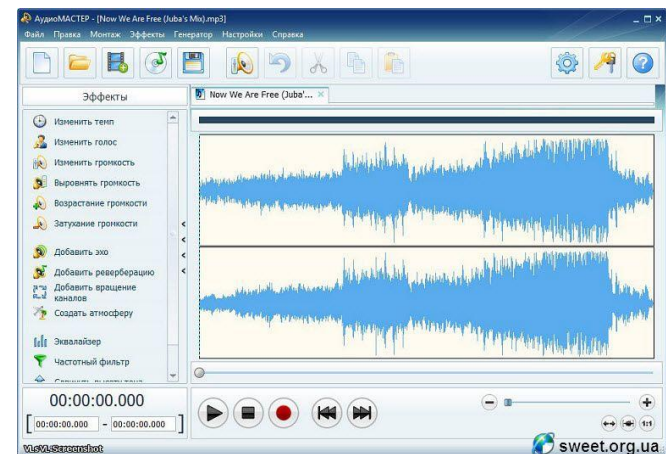 АудиоМАСТЕР - [Now We Are Free (Juba's Mix).mp3]
Файл Правка Монтаж Эффекты Генератор Настройки Справка
Эффекты
Now We Are Free (Juba'...
Изменить темп
Изменить голос
Изменить громкость
Выровнять громкость
Возрастание громкости
Затухание громкости
Добавить эхо
Добавить реверберацию
Добавить вращение
каналов
Создать атмосферу
Эквалайзер
Частотный фильтр
00:00:00.000
[ 00:00:00.000 - 00:00:00.000 ]
1:1
VLsVLScreenshot
sweet.org.ua